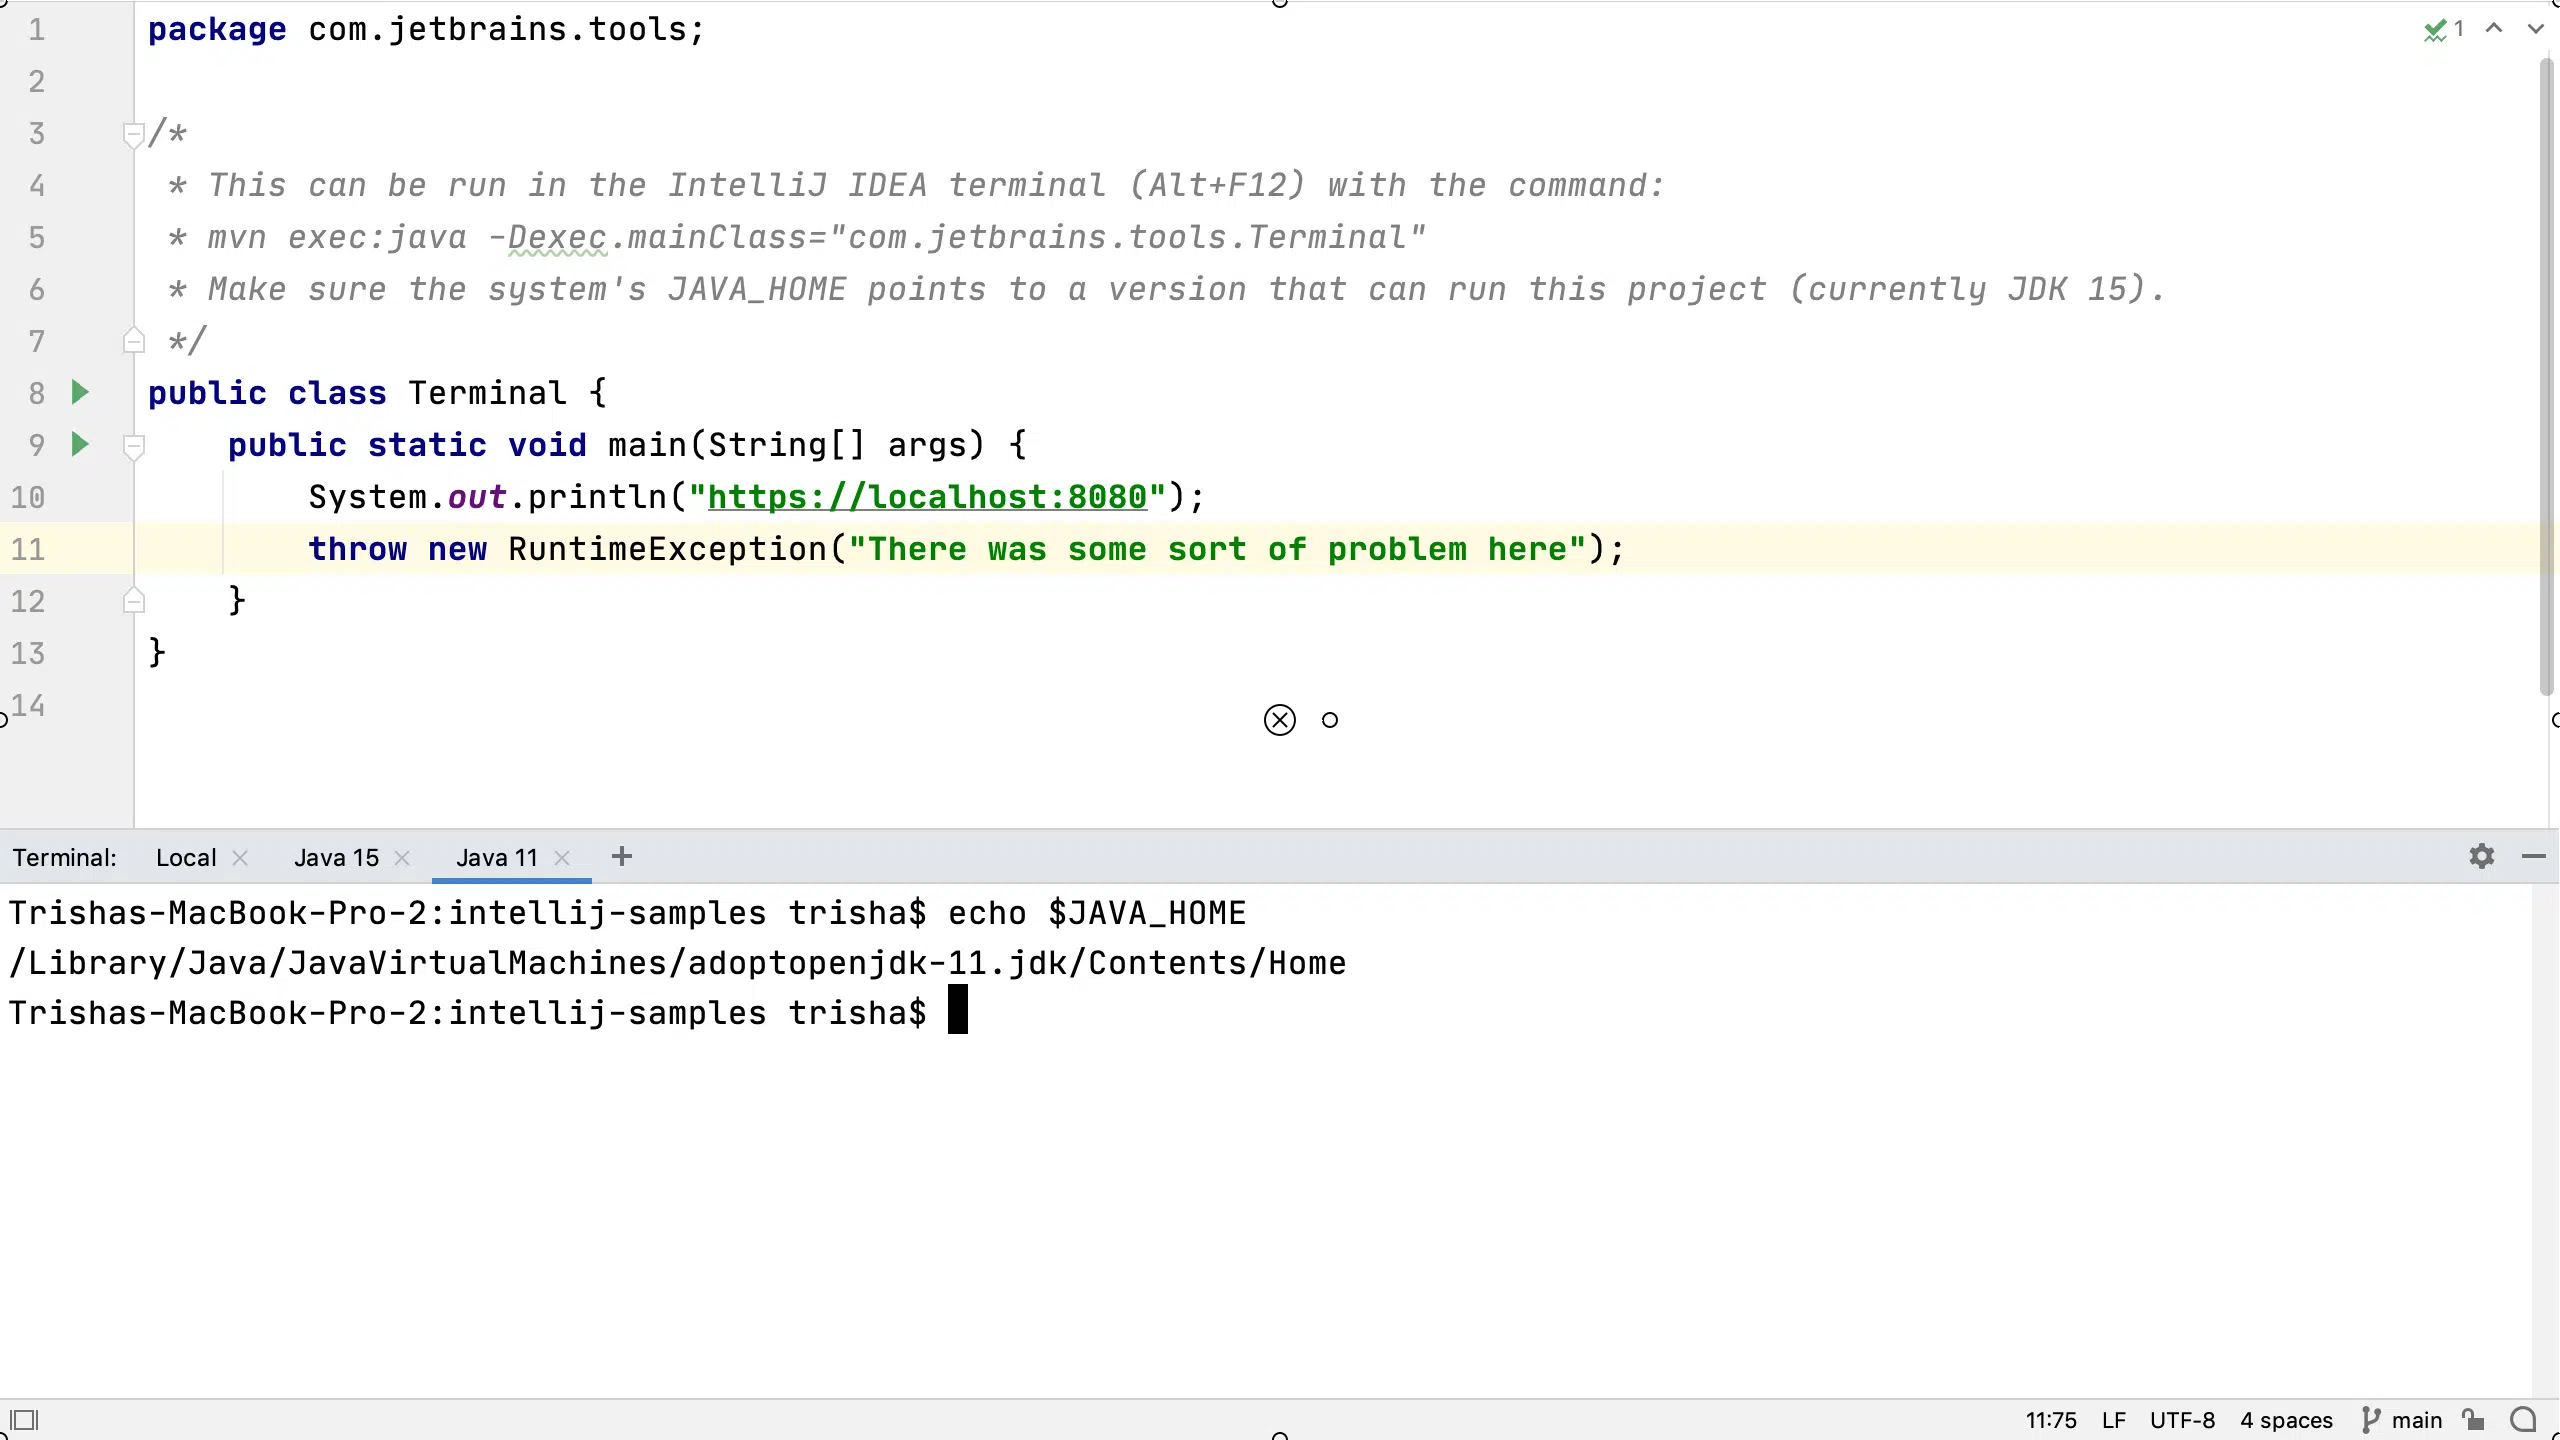 1 package com.jetbrains.tools;
1
2
3 /*
4 * This can be run in the IntelliJ IDEA terminal (Alt+F12) with the command:
5 * mvn exec:java -Dexec.mainClass="com.jetbrains.tools.Terminal"
6 * Make sure the system's JAVA_HOME points to a version that can run this project (currently JDK 15).
7 */
8 public class Terminal {
9 public static void main(String[] args) {
10 System.out.println("https://localhost:8080");
11 throw new RuntimeException("There was some sort of problem here");
12 }
13 }
14
Terminal: Local Java 15 Java 11
Trishas-MacBook-Pro-2:intellij-samples trisha$ echo $JAVA_HOME
/Library/Java/JavaVirtualMachines/adoptopenjdk-11.jdk/Contents/Home
Trishas-MacBook-Pro-2:intellij-samples trisha$
11:75 LF UTF-8 4 spaces main